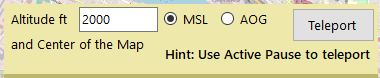 Altitude ft 2000 MSL AOG Teleport
and Center of the Map
Hint: Use Active Pause to teleport